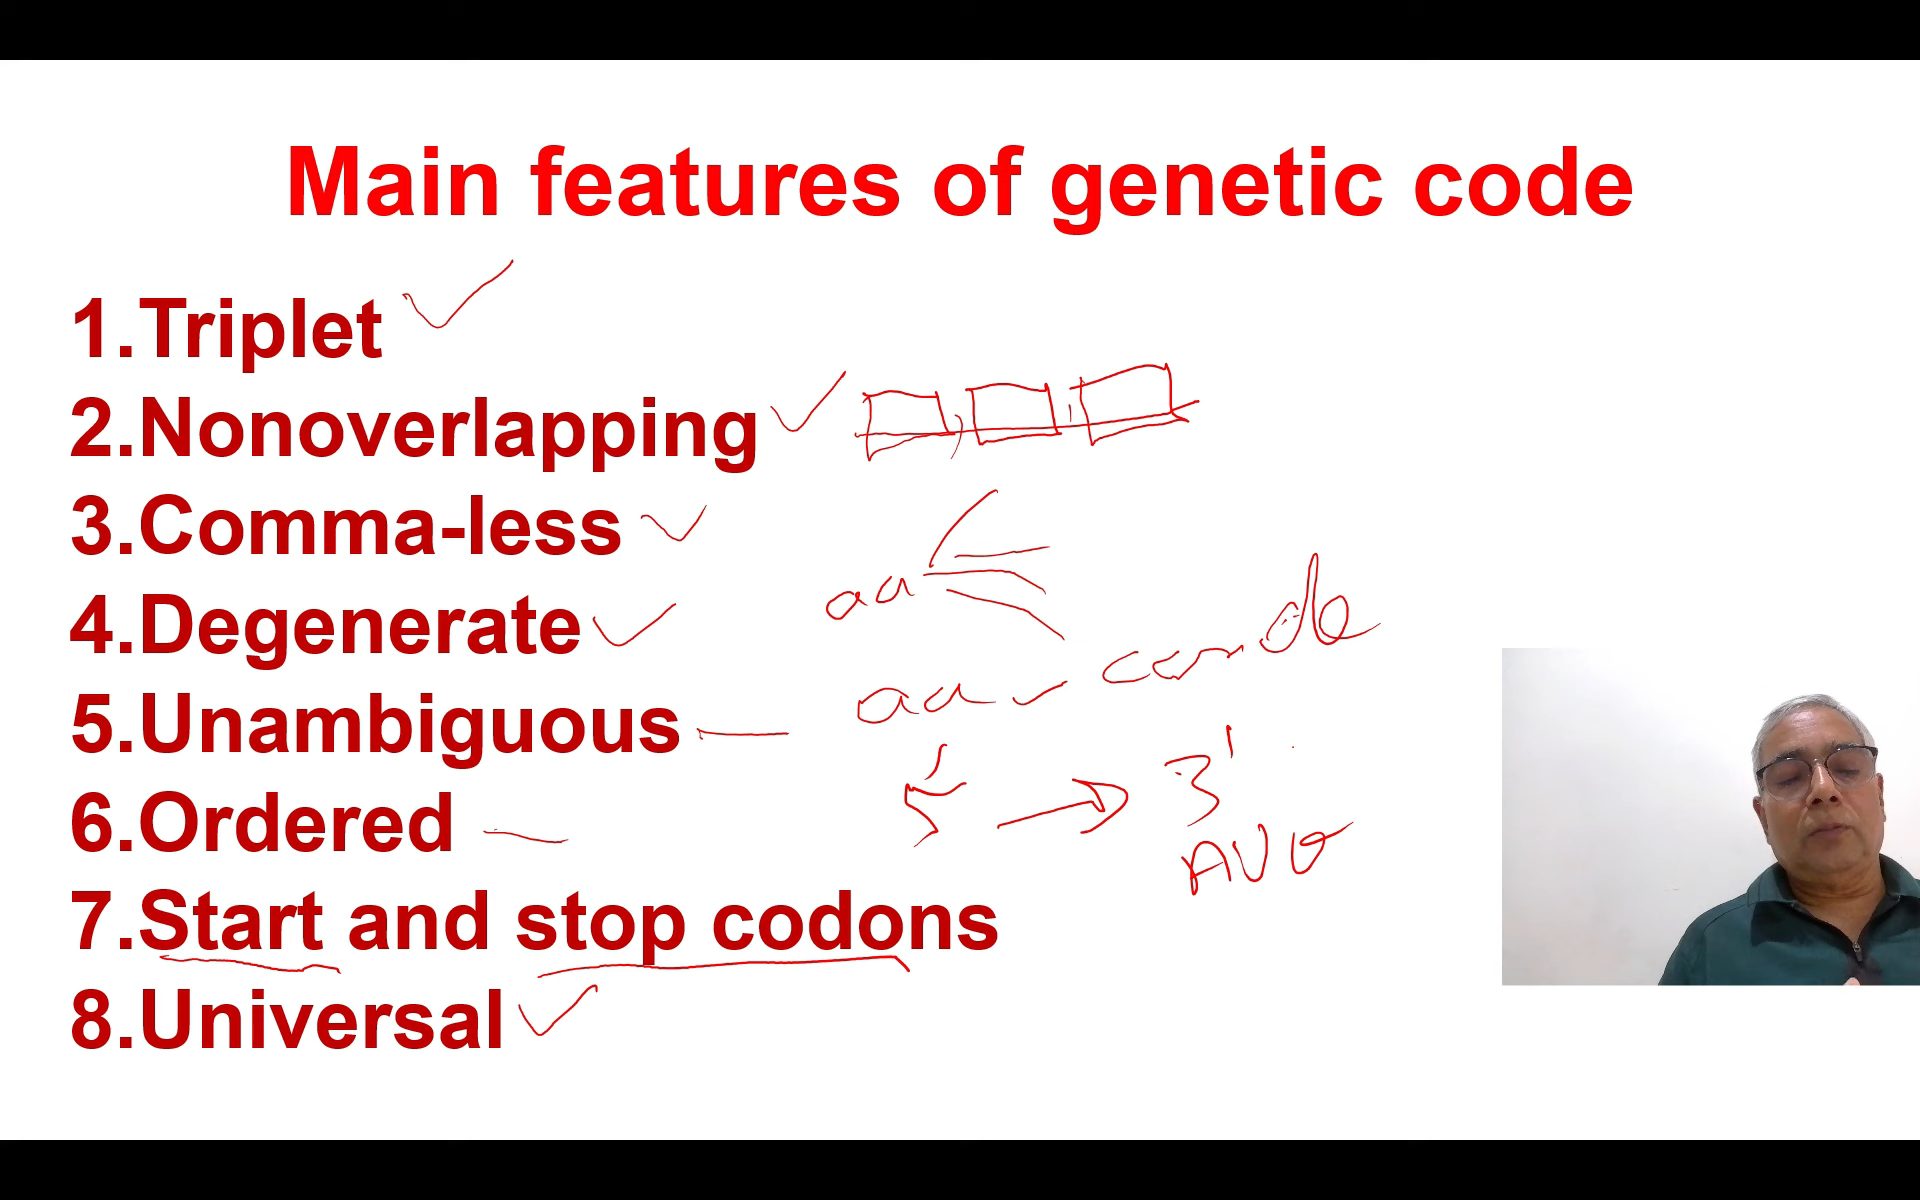 Main features of genetic code
1.Triplet
2.Nonoverlapping
3.Comma-less
4.Degenerate
aa
5.Unambiguous
aa
5' → 3'
6.Ordered
AUG
7.Start and stop codons
8.Universal